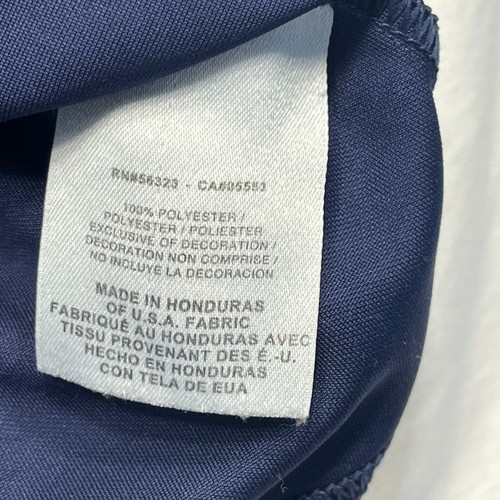 RN#56323 - CA#05553
100% POLYESTER /
POLYESTER / POLIESTER
EXCLUSIVE OF DECORATION /
DECORATION NON COMPRISE /
NO INCLUYE LA DECORACION
MADE IN HONDURAS
OF U.S.A. FABRIC
FABRIQUÉ AU HONDURAS AVEC
TISSU PROVENANT DES É.-U.
HECHO EN HONDURAS
CON TELA DE EUA